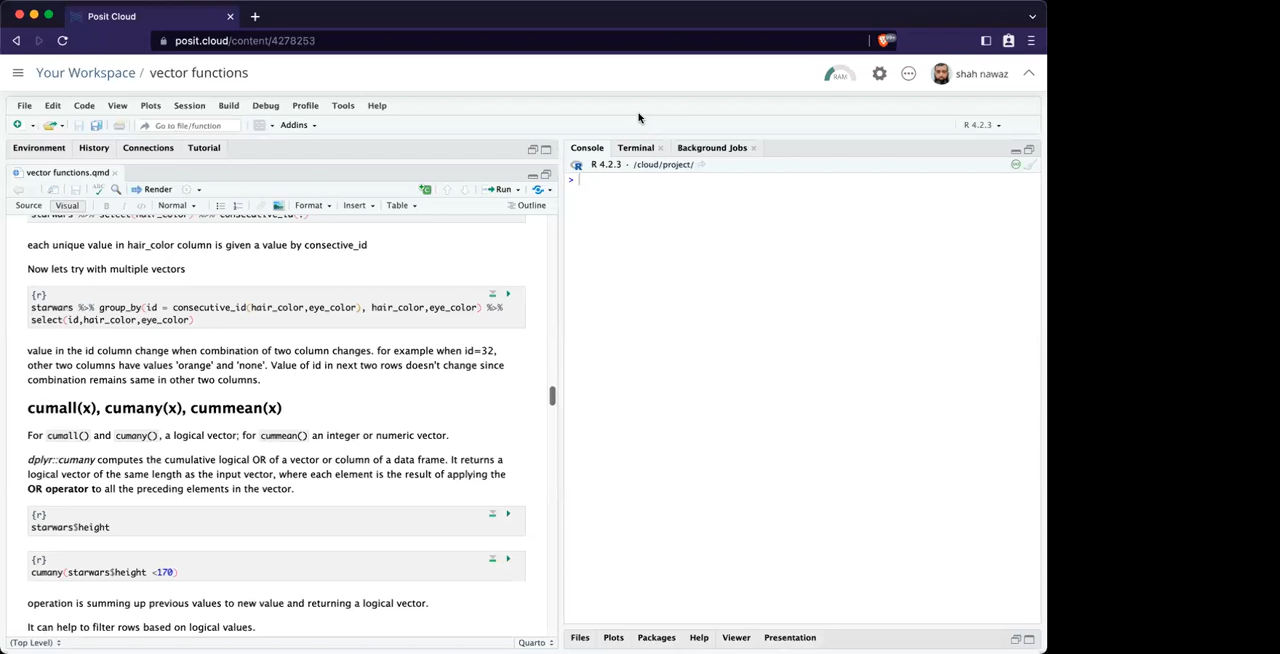 Posit Cloud
posit.cloud/content/4278253
Your Workspace / vector functions
RAM
shah nawaz
File Edit Code View Plots Session Build Debug Profile Tools Help
Go to file/function
Addins
R 4.2.3
Environment History Connections Tutorial
vector functions.qmd
Render
Run
Source Visual B I Normal Format Insert Table Outline
starwars %>% select(hair_color) %>% consecutive_id(.)
each unique value in hair_color column is given a value by consective_id
Now lets try with multiple vectors
{r}
starwars %>% group_by(id = consecutive_id(hair_color,eye_color), hair_color,eye_color) %>%
select(id,hair_color,eye_color)
value in the id column change when combination of two column changes. for example when id=32,
other two columns have values 'orange' and 'none'. Value of id in next two rows doesn't change since
combination remains same in other two columns.
cumall(x), cumany(x), cummean(x)
For cumall() and cumany(), a logical vector; for cummean() an integer or numeric vector.
dplyr::cumany computes the cumulative logical OR of a vector or column of a data frame. It returns a
logical vector of the same length as the input vector, where each element is the result of applying the
OR operator to all the preceding elements in the vector.
{r}
starwars$height
{r}
cumany(starwars$height <170)
operation is summing up previous values to new value and returning a logical vector.
It can help to filter rows based on logical values.
(Top Level) Quarto
Console Terminal Background Jobs
R 4.2.3 · /cloud/project/
>
Files Plots Packages Help Viewer Presentation